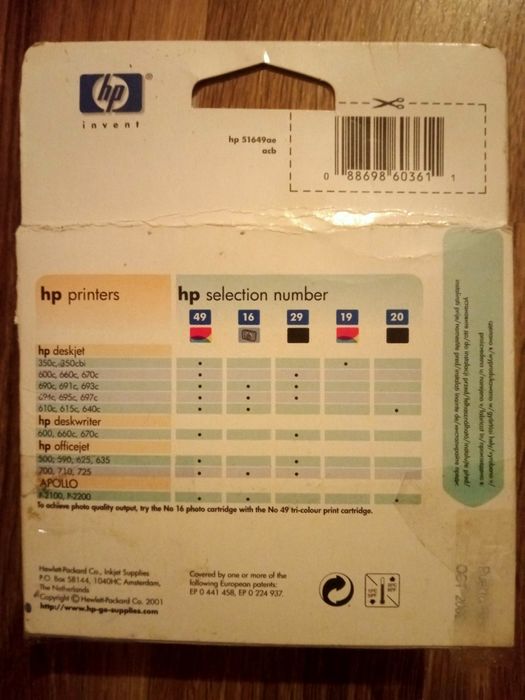 hp
®
invent
hp 51649ae
acb
0 88698 60361 1
hp printers
hp selection number
49 16 29 19 20
hp deskjet
350c, 350cbi
600c, 660c, 670c
690c, 691c, 693c
694c, 695c, 697c
610c, 615c, 640c
hp deskwriter
600, 660c, 670c
hp officejet
500, 590, 625, 635
700, 710, 725
APOLLO
P-2100, P-2200
To achieve photo quality output, try the No 16 photo cartridge with the No 49 tri-colour print cartridge.
Hewlett-Packard Co., Inkjet Supplies
P.O. Box 58144, 1040HC Amsterdam,
The Netherlands
Copyright © Hewlett-Packard Co. 2001
http://www.hp-go-supplies.com
Covered by one or more of the
following European patents:
EP 0 441 458, EP 0 224 937.